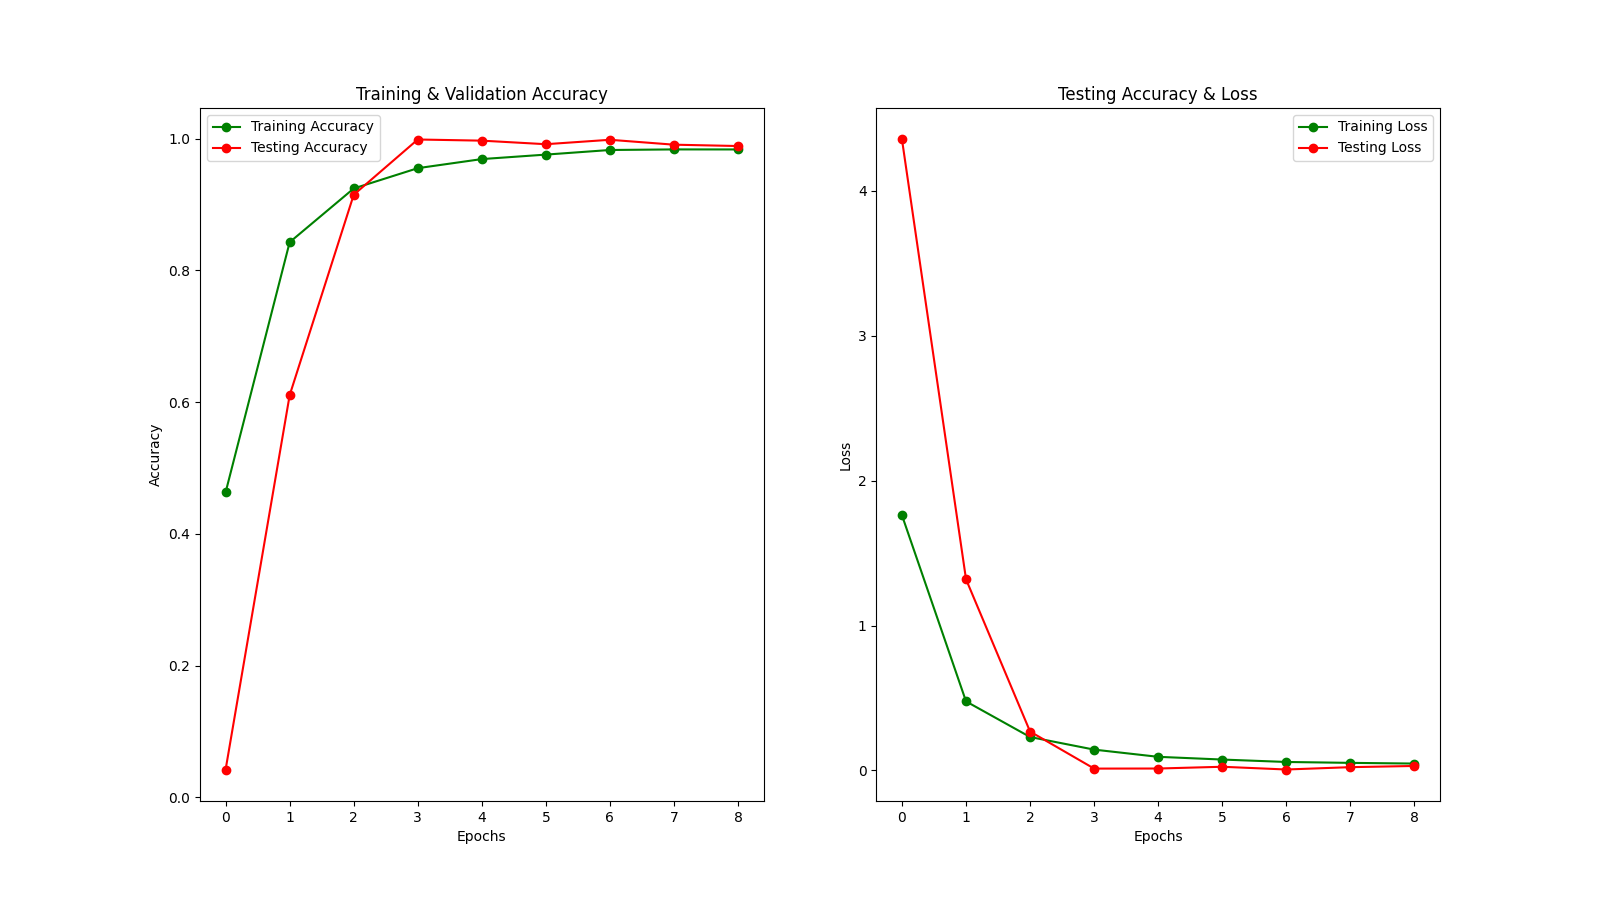 Training & Validation Accuracy
Training Accuracy
Testing Accuracy
1.0
0.8
0.6
0.4
0.2
0.0
Accuracy
0 1 2 3 4 5 6 7 8
Epochs
Testing Accuracy & Loss
Training Loss
Testing Loss
4
3
2
1
0
Loss
0 1 2 3 4 5 6 7 8
Epochs